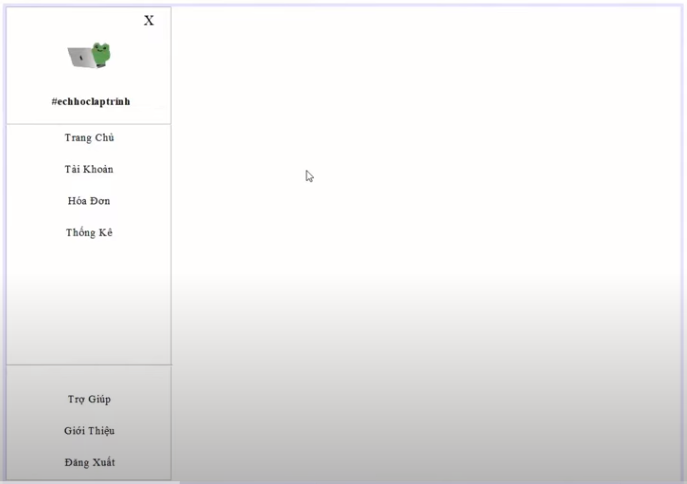 X
#echhoclaptrinh
Trang Chủ
Tài Khoản
Hóa Đơn
Thống Kê
Trợ Giúp
Giới Thiệu
Đăng Xuất